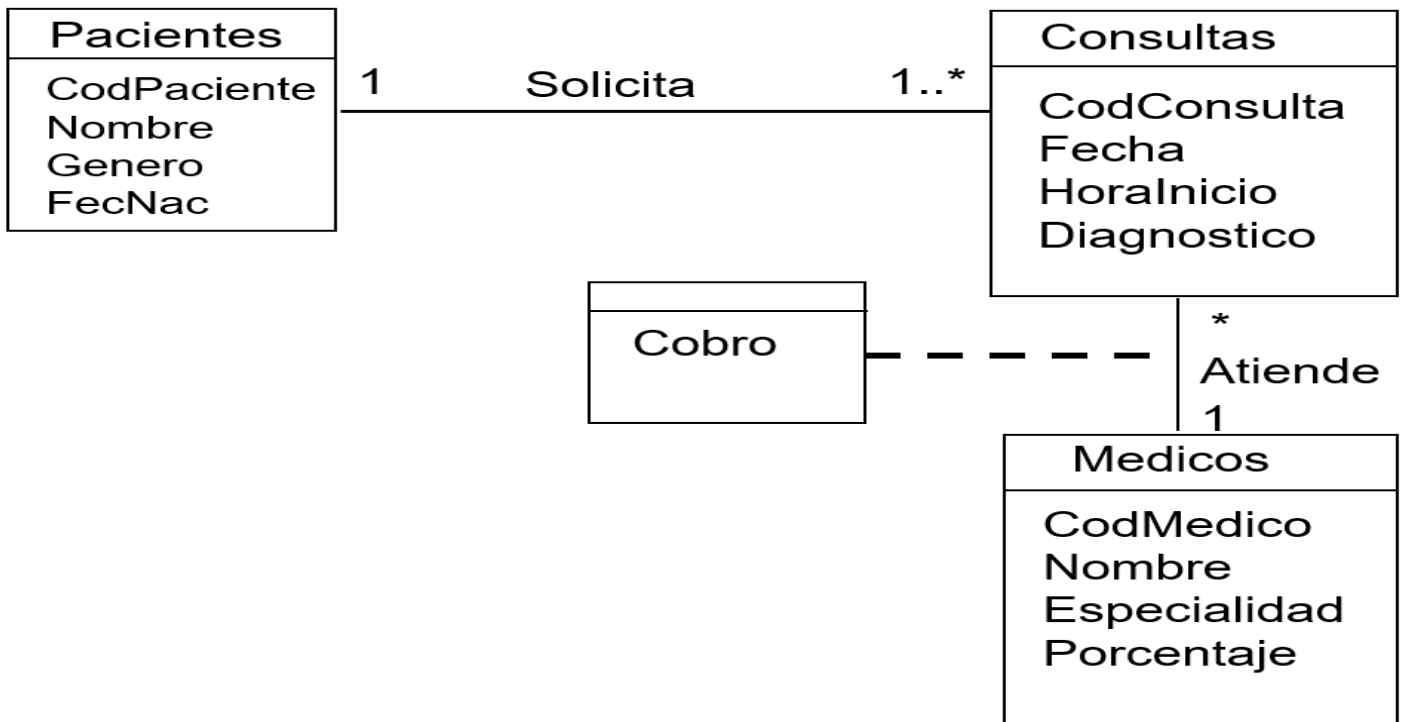 Pacientes
CodPaciente
Nombre
Genero
FecNac
1 Solicita 1..*
Consultas
CodConsulta
Fecha
HoraInicio
Diagnostico
Cobro
*
Atiende
1
Medicos
CodMedico
Nombre
Especialidad
Porcentaje